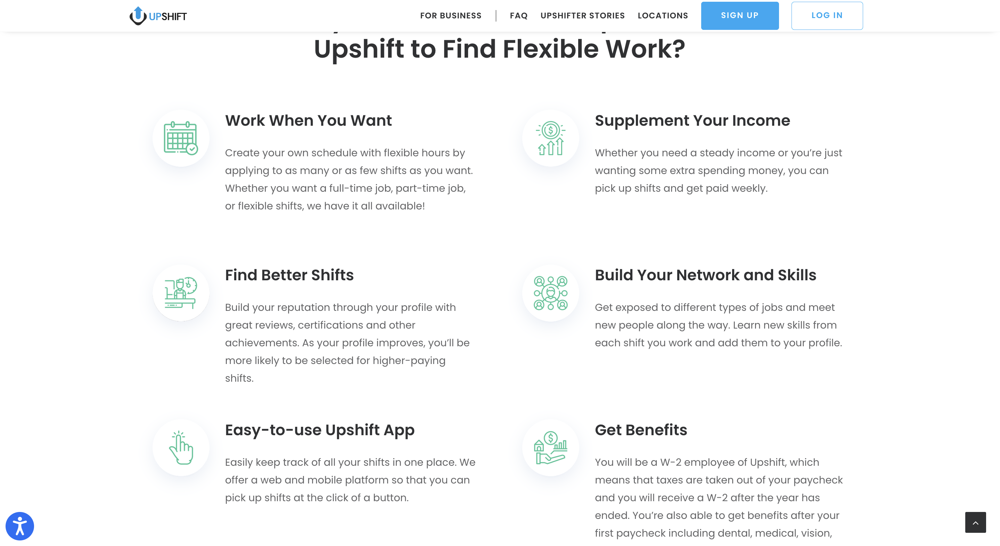 UPSHIFT
FOR BUSINESS
FAQ
UPSHIFTER STORIES
LOCATIONS
SIGN UP
LOG IN
Upshift to Find Flexible Work?
Work When You Want
Create your own schedule with flexible hours by
applying to as many or as few shifts as you want.
Whether you want a full-time job, part-time job,
or flexible shifts, we have it all available!
Supplement Your Income
Whether you need a steady income or you’re just
wanting some extra spending money, you can
pick up shifts and get paid weekly.
Find Better Shifts
Build your reputation through your profile with
great reviews, certifications and other
achievements. As your profile improves, you’ll be
more likely to be selected for higher-paying
shifts.
Build Your Network and Skills
Get exposed to different types of jobs and meet
new people along the way. Learn new skills from
each shift you work and add them to your profile.
Easy-to-use Upshift App
Easily keep track of all your shifts in one place. We
offer a web and mobile platform so that you can
pick up shifts at the click of a button.
Get Benefits
You will be a W-2 employee of Upshift, which
means that taxes are taken out of your paycheck
and you will receive a W-2 after the year has
ended. You’re also able to get benefits after your
first paycheck including dental, medical, vision,